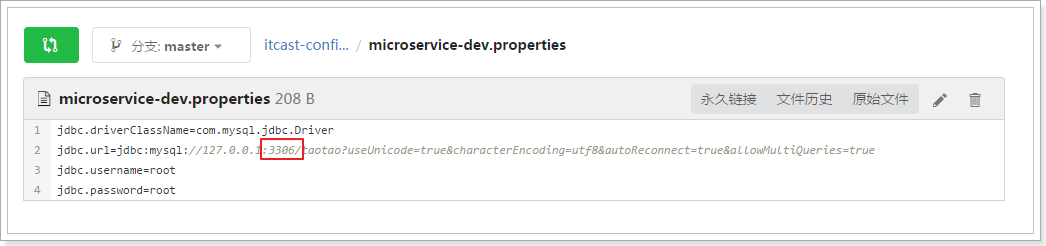 分支: master
itcast-confi... / microservice-dev.properties
microservice-dev.properties 208 B 永久链接 文件历史 原始文件
1 jdbc.driverClassName=com.mysql.jdbc.Driver
2 jdbc.url=jdbc:mysql://127.0.0.1:3306/taotao?useUnicode=true&characterEncoding=utf8&autoReconnect=true&allowMultiQueries=true
3 jdbc.username=root
4 jdbc.password=root